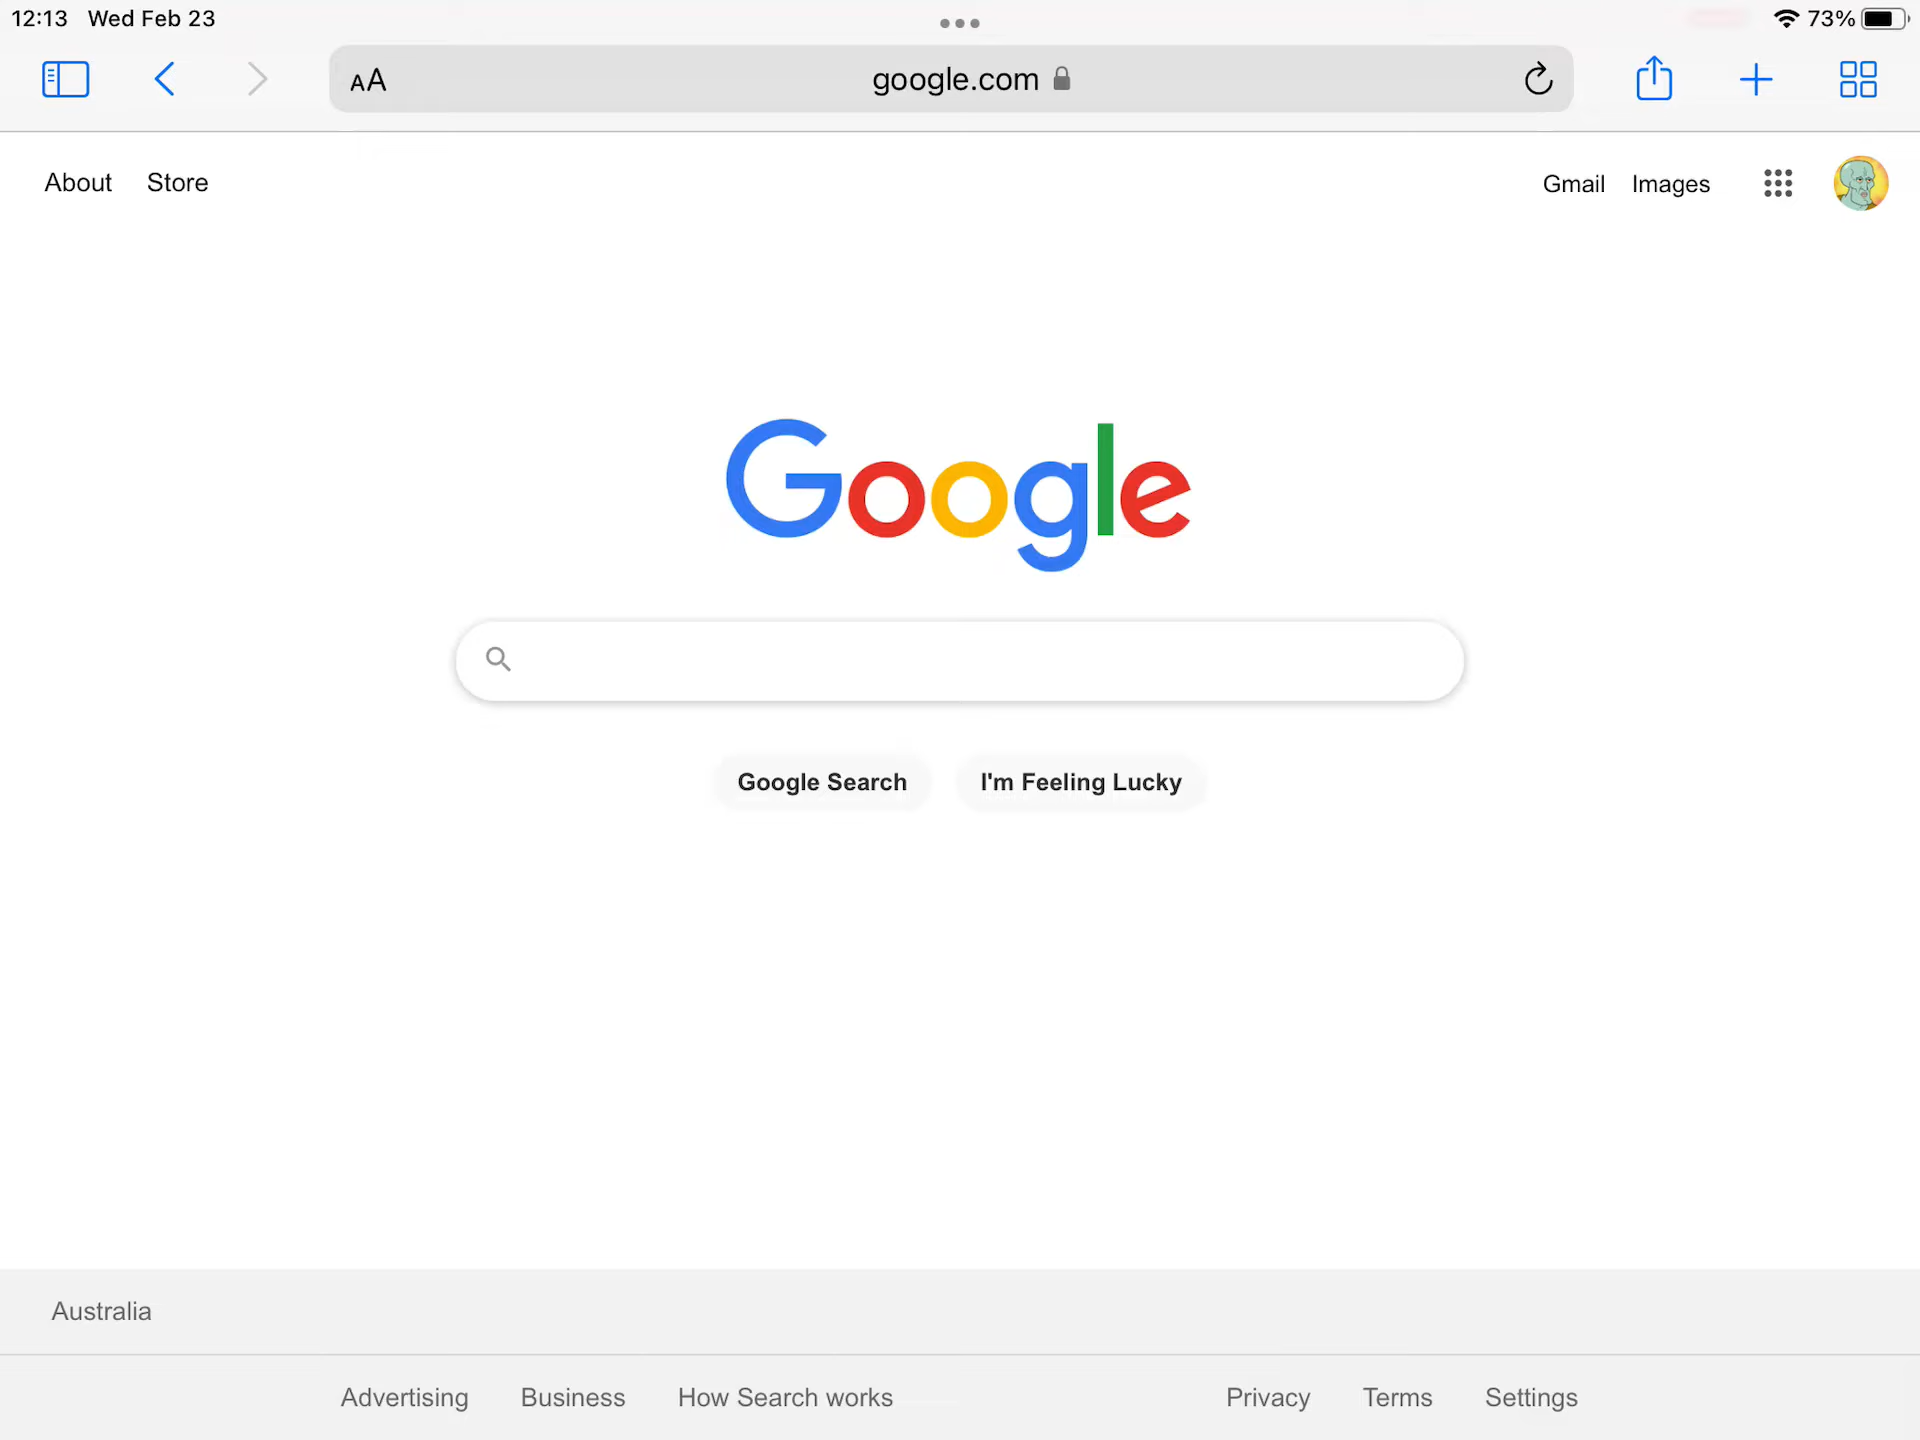 12:13 Wed Feb 23 73%
AA google.com
About Store Gmail Images
Google
Google Search I'm Feeling Lucky
Australia
Advertising Business How Search works Privacy Terms Settings